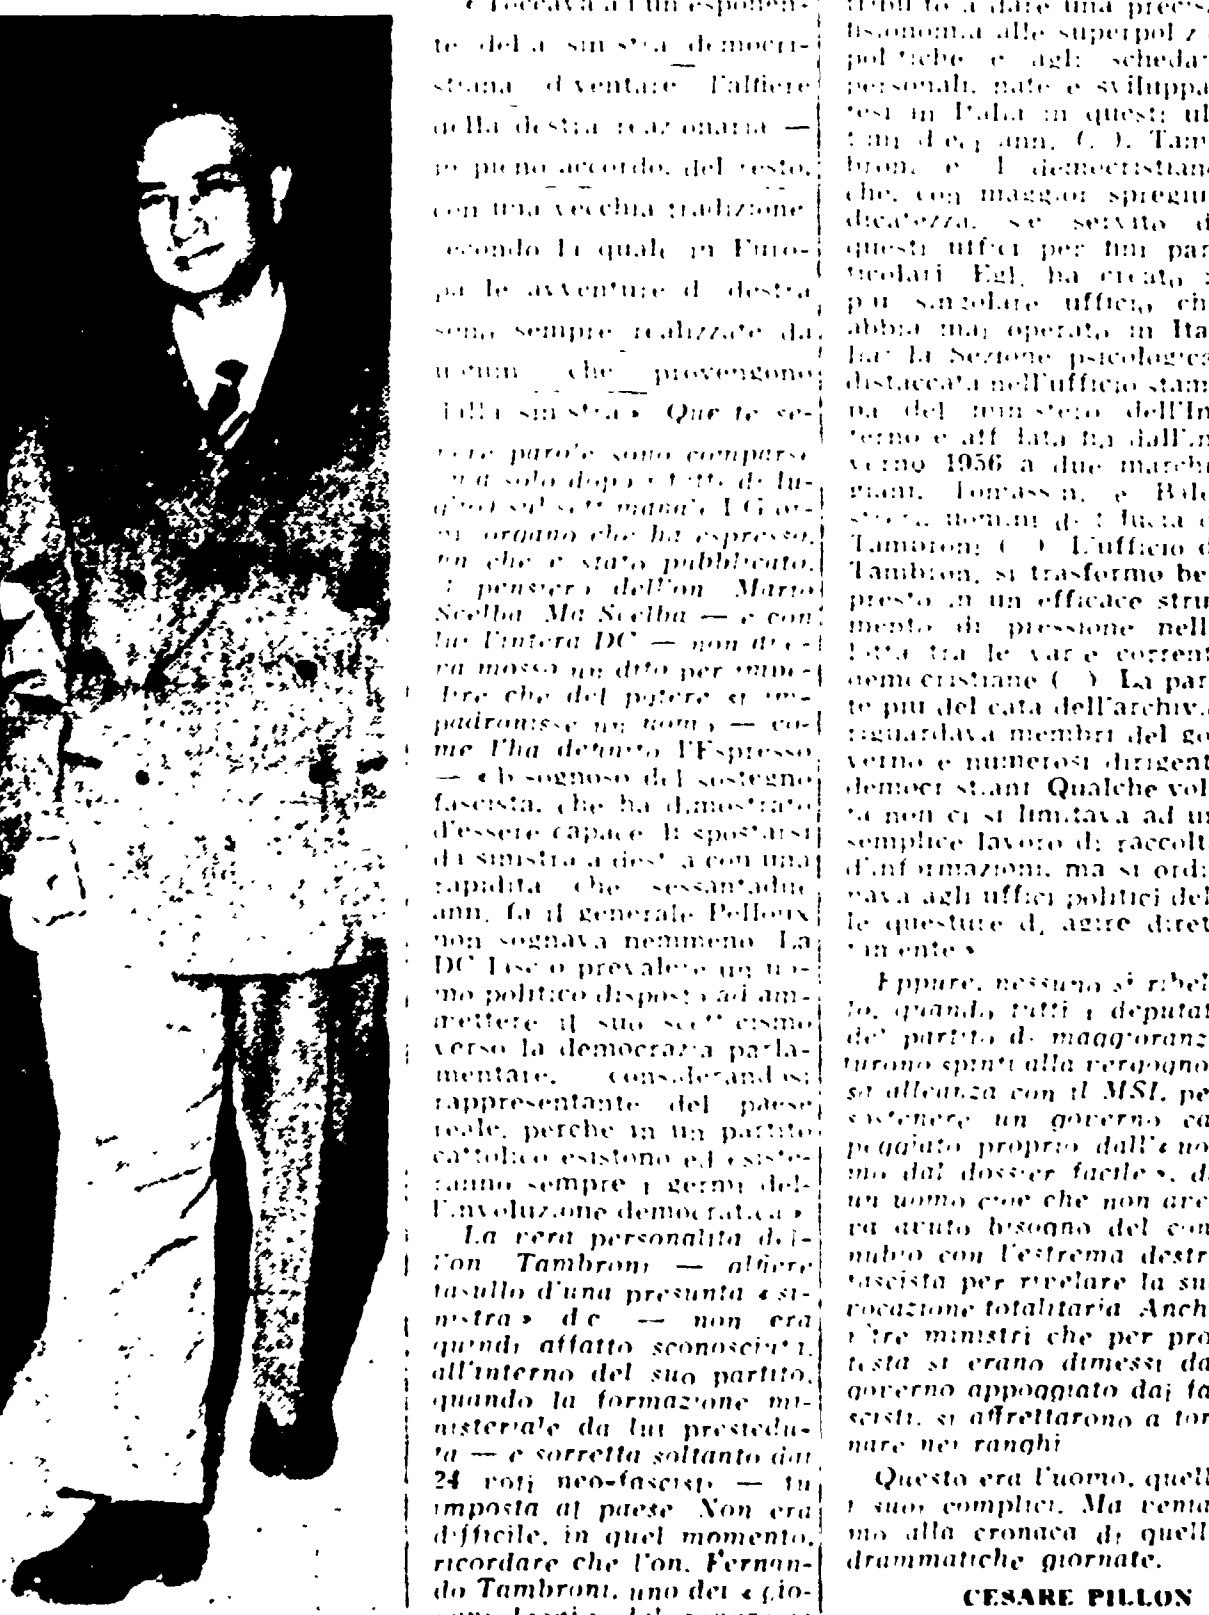 « Toccava a un esponen-
te della sinistra democri-
stiana diventare l'alfiere
della destra reazionaria —
in pieno accordo, del resto,
con una vecchia tradizione
secondo la quale in Euro-
pa le avventure di destra
sono sempre realizzate da
uomini che provengono
dalla sinistra ». Queste se-
vere parole sono comparse
ma solo dopo i fatti di lu-
glio) sul settimanale Il Gior-
organo che ha espresso,
fin che è stato pubblicato,
il pensiero dell'on Mario
Scelba Ma Scelba — e con
lui l'intera DC — non ave-
va mosso un dito per impe-
dire che del potere si im-
padronisse un uomo — co-
me l'ha definito l'Espresso
— « bisognoso del sostegno
fascista, che ha dimostrato
d'essere capace di spostarsi
da sinistra a destra con una
rapidità che sessantadue
anni fa il generale Pelloux
non sognava nemmeno La
DC lasciò prevalere un uo-
mo politico disposto ad am-
mettere il suo scetticismo
verso la democrazia parla-
mentare, considerandosi
rappresentante del paese
reale, perchè in un partito
cattolico esistono ed esiste-
ranno sempre i germi del-
l'involuzione democratica »
La vera personalità del-
l'on Tambroni — alfiere
fasullo d'una presunta « si-
nistra » d c — non era
quindi affatto sconosciuta,
all'interno del suo partito,
quando la formazione mi-
nisteriale da lui presiedu-
ta — e sorretta soltanto dai
24 voti neo-fascisti — fu
imposta al paese Non era
difficile, in quel momento,
ricordare che l'on. Fernan-
do Tambroni, uno dei « gio-
tribuito a dare una precisa
fisionomia alle superpolizie
politiche e agli schedari
personali, nate e sviluppa-
tesi in Italia in questi ul-
timi dieci anni. ( ). Tam-
broni è il democristiano
che, con maggior spregiu-
dicatezza, s'è servito di
questi uffici per fini par-
ticolari Egli ha creato il
più singolare ufficio che
abbia mai operato in Ita-
lia: la Sezione psicologica
distaccata nell'ufficio stam-
pa del ministero dell'In-
terno e affidata fin dall'in-
verno 1956 a due marchi-
giani, Tomassini e
uomini di fiducia di
Tambroni ( ) L'ufficio di
Tambroni si trasformò ben
presto in un efficace stru-
mento di pressione nella
lotta tra le varie correnti
democristiane ( ) La par-
te più delicata dell'archivio
riguardava membri del go-
verno e numerosi dirigenti
democristiani Qualche vol-
ta non ci si limitava ad un
semplice lavoro di raccolta
d'informazioni, ma si ordi-
nava agli uffici politici del-
le questure di agire diret-
tamente »
Eppure, nessuno si ribel-
lò, quando tutti i deputati
del partito di maggioranza
furono spinti alla vergogno-
sa alleanza con il MSI, per
sostenere un governo ca-
peggiato proprio dall'« uo-
mo dal dossier facile », da
un uomo cioè che non ave-
va avuto bisogno del con-
nubio con l'estrema destra
fascista per rivelare la sua
vocazione totalitaria Anche
i tre ministri che per pro-
testa si erano dimessi dal
governo appoggiato dai fa-
scisti, si affrettarono a tor-
nare nei ranghi
Questo era l'uomo, quelli
i suoi complici. Ma venia-
mo alla cronaca di quelle
drammatiche giornate.
CESARE PILLON